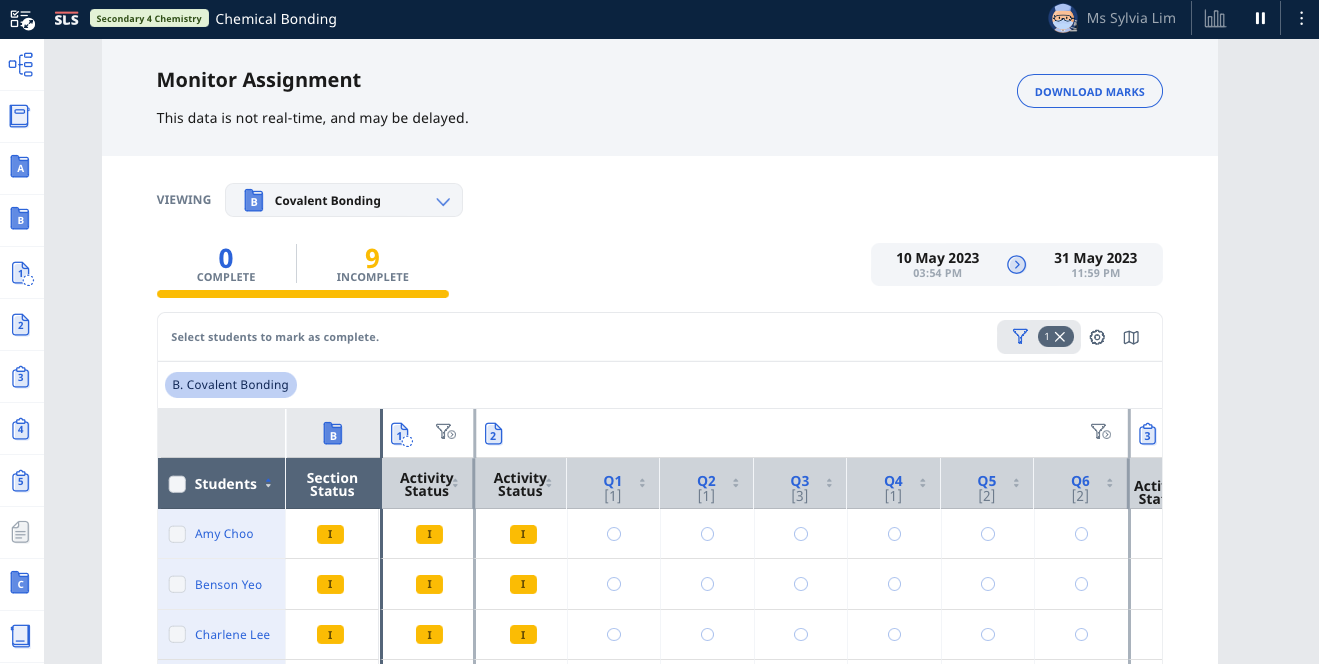 SLS Secondary 4 Chemistry Chemical Bonding Ms Sylvia Lim
Monitor Assignment
DOWNLOAD MARKS
This data is not real-time, and may be delayed.
A
B
1
2
3
4
5
C
VIEWING B Covalent Bonding
0 9
COMPLETE INCOMPLETE
10 May 2023 31 May 2023
03:54 PM 11:59 PM
Select students to mark as complete. 1
B. Covalent Bonding
B 1 2 3
Students Section Status Activity Status Activity Status Q1 [1] Q2 [1] Q3 [3] Q4 [1] Q5 [2] Q6 [2] Acti Sta
Amy Choo I I I
Benson Yeo I I I
Charlene Lee I I I